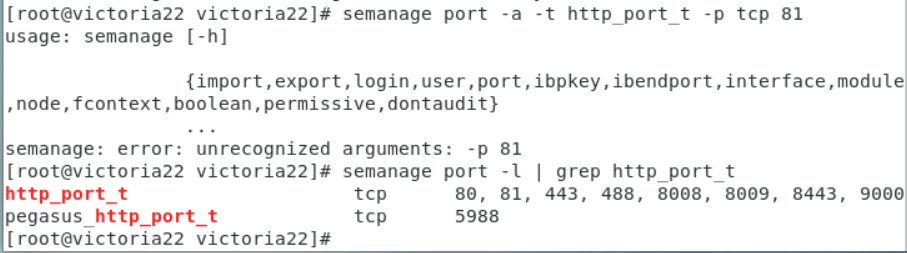 [root@victoria22 victoria22]# semanage port -a -t http_port_t -p tcp 81
usage: semanage [-h]
{import,export,login,user,port,ibpkey,ibendport,interface,module
,node,fcontext,boolean,permissive,dontaudit}
...
semanage: error: unrecognized arguments: -p 81
[root@victoria22 victoria22]# semanage port -l | grep http_port_t
http_port_t                    tcp      80, 81, 443, 488, 8008, 8009, 8443, 9000
pegasus_http_port_t            tcp      5988
[root@victoria22 victoria22]#